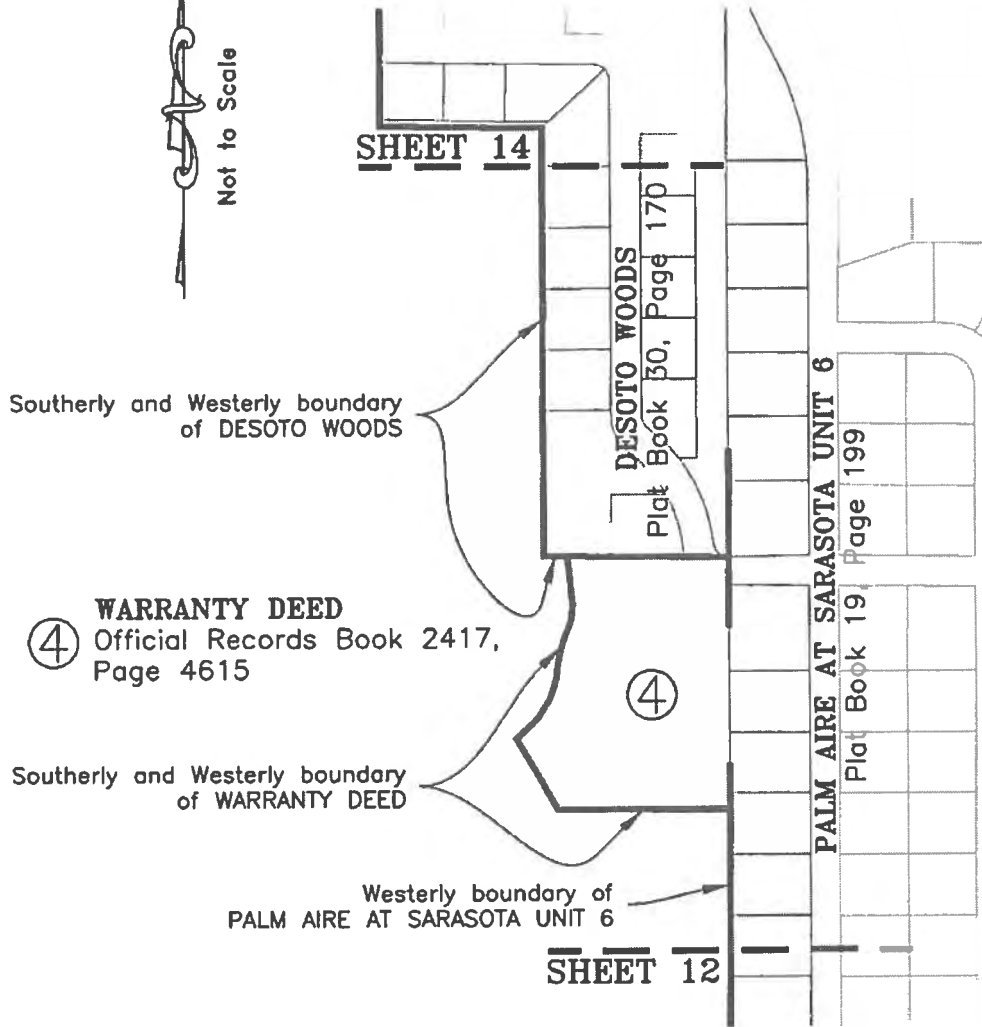 Not to Scale
SHEET 14
DESOTO WOODS
Plat Book 30, Page 170
Southerly and Westerly boundary
of DESOTO WOODS
PALM AIRE AT SARASOTA UNIT 6
Plat Book 19, Page 199
WARRANTY DEED
4 Official Records Book 2417,
Page 4615
4
Southerly and Westerly boundary
of WARRANTY DEED
Westerly boundary of
PALM AIRE AT SARASOTA UNIT 6
SHEET 12